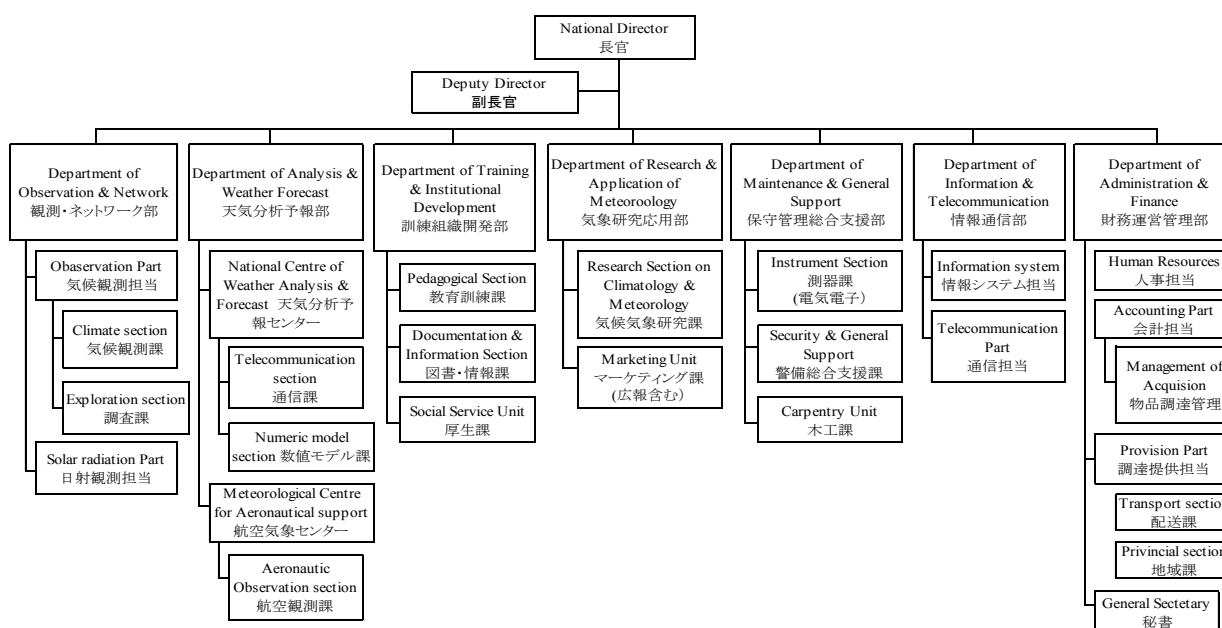 National Director
長官
Deputy Director
副長官
Department of
Observation & Network
観測・ネットワーク部
Obaservation Part
気候観測担当
Climate section
気候観測課
Exploration section
調査課
Solar radiation Part
日射観測担当
Department of Analysis &
Weather Forecast
天気分析予報部
National Centre of
Weather Analysis &
Forecast 天気分析予
報センター
Telecommunication
section
通信課
Numeric model
section 数値モデル課
Meteorological Centre
for Aeronautical support
航空気象センター
Aeronautic
Observation section
航空観測課
Department of Training
& Institutional
Development
訓練組織開発部
Pedagogical Section
教育訓練課
Documentation &
Information Section
図書・情報課
Social Service Unit
厚生課
Department of Research &
Application of
Meteoroology
気象研究応用部
Research Section on
Climatology &
Meteorology
気候気象研究課
Marketing Unit
マーケティング課
(広報含む)
Department of
Maintenance & General
Support
保守管理総合支援部
Instrument Section
測器課
(電気電子)
Security & General
Support
警備総合支援課
Carpentry Unit
木工課
Department of
Information &
Telecommunication
情報通信部
Information system
情報システム担当
Telecommunication
Part
通信担当
Department of
Administration &
Finance
財務運営管理部
Human Resources
人事担当
Accounting Part
会計担当
Management of
Acquision
物品調達管理
Provision Part
調達提供担当
Transport section
配送課
Privincial section
地域課
General Sectetary
秘書